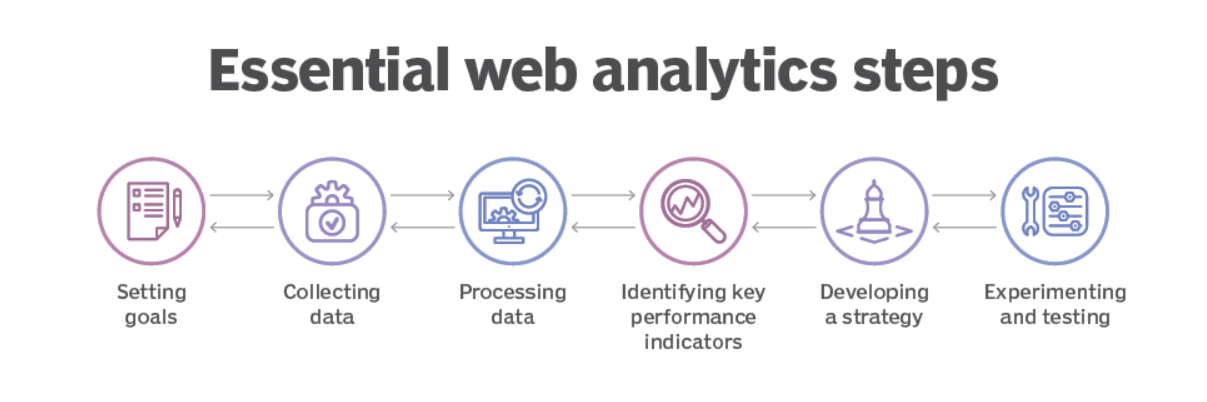 Essential web analytics steps
Setting
goals
Collecting
data
Processing
data
Identifying key
performance
indicators
Developing
a strategy
Experimenting
and testing